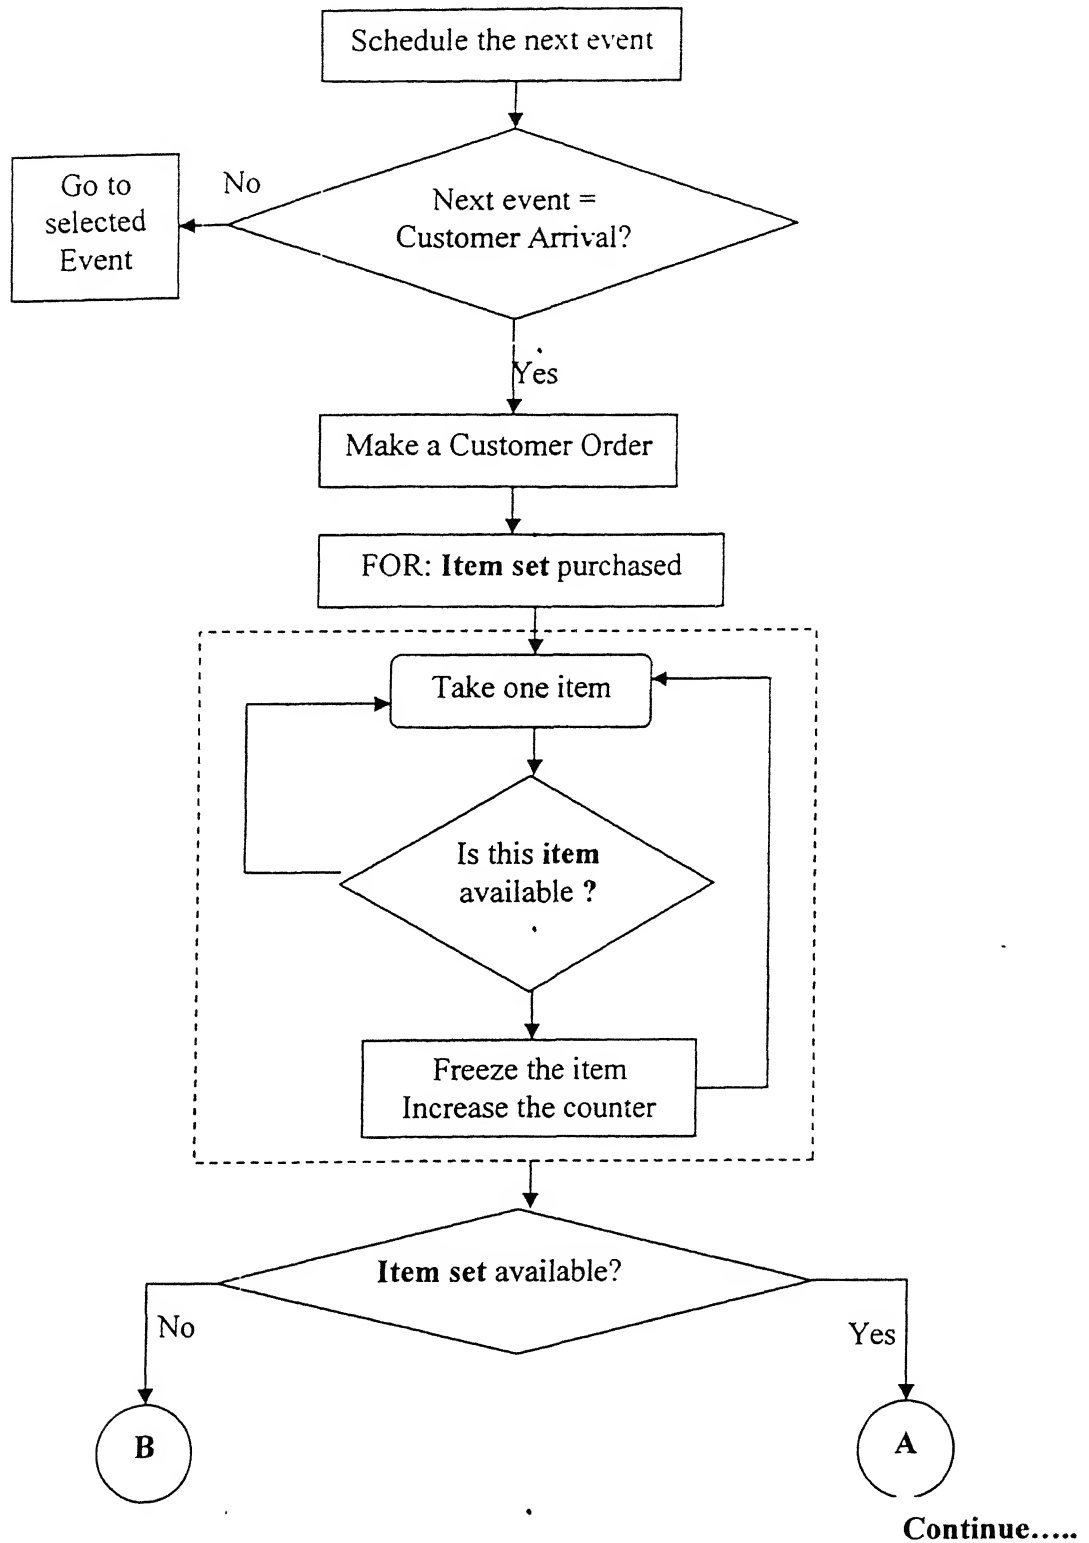 Schedule the next event
Go to
selected
Event
No
Next event =
Customer Arrival?
Yes
Make a Customer Order
FOR: Item set purchased
Take one item
Is this item
available ?
Freeze the item
Increase the counter
Item set available?
No
Yes
B
A
Continue.....